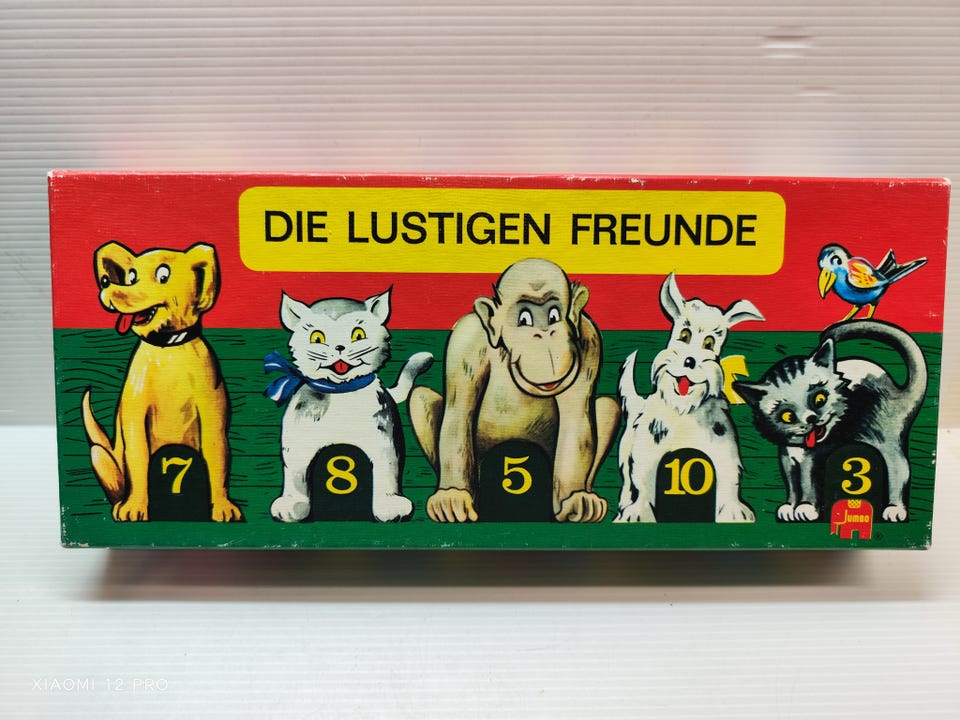 DIE LUSTIGEN FREUNDE
7 8 5 10 3
Jumbo
XIAOMI 12 PRO